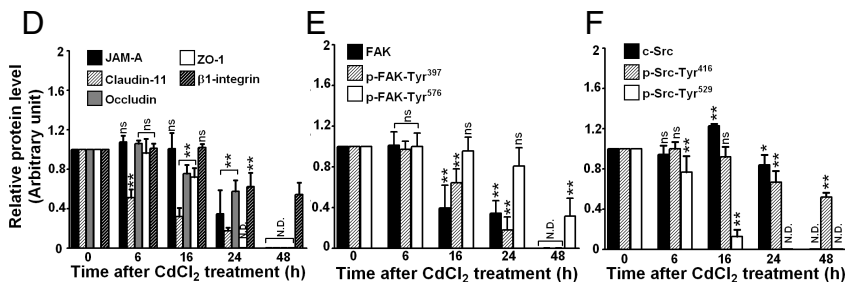 D
JAM-A
Claudin-11
Occludin
ZO-1
β1-integrin
Relative protein level
(Arbitrary unit)
2
1.6
1.2
0.8
0.4
0
ns
**
ns
ns
**
ns
**
**
N.D.
N.D.
*
0 6 16 24 48
Time after CdCl2 treatment (h)
E
FAK
p-FAK-Tyr397
p-FAK-Tyr576
2.0
1.6
1.2
0.8
0.4
0
ns
**
**
ns
**
**
ns
N.D.
**
0 6 16 24 48
Time after CdCl2 treatment (h)
F
c-Src
p-Src-Tyr416
p-Src-Tyr529
2
1.6
1.2
0.8
0.4
0
ns
ns
**
**
ns
**
*
**
N.D.
N.D.
**
N.D.
0 6 16 24 48
Time after CdCl2 treatment (h)